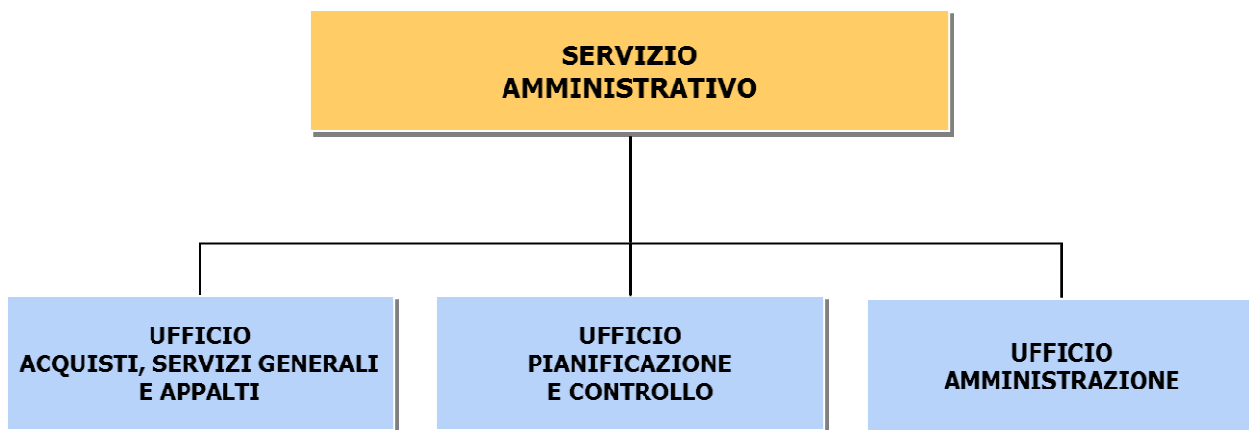 SERVIZIO
AMMINISTRATIVO
UFFICIO
ACQUISTI, SERVIZI GENERALI
E APPALTI
UFFICIO
PIANIFICAZIONE
E CONTROLLO
UFFICIO
AMMINISTRAZIONE